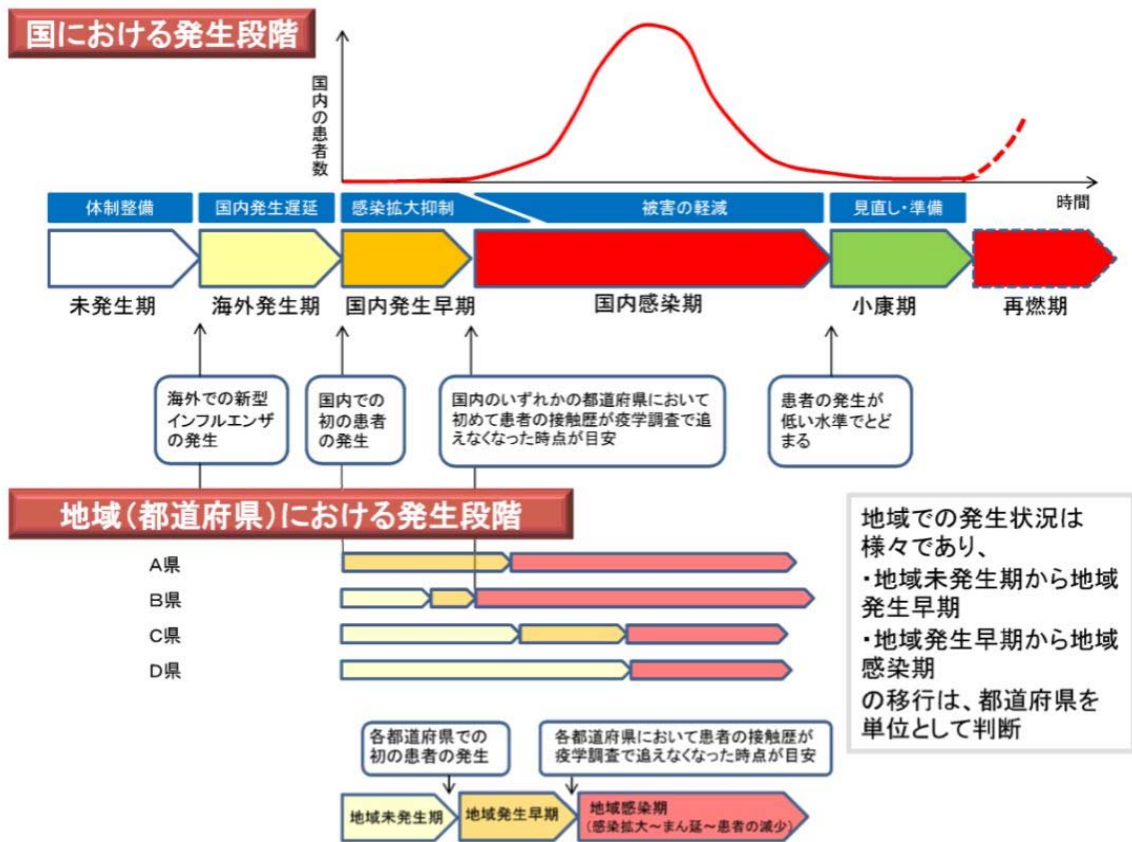 国における発生段階
国内の患者数
時間
体制整備
国内発生遅延
感染拡大抑制
被害の軽減
見直し・準備
未発生期
海外発生期
国内発生早期
国内感染期
小康期
再燃期
海外での新型
インフルエンザ
の発生
国内での
初の患者
の発生
国内のいずれかの都道府県において
初めて患者の接触歴が疫学調査で追
えなくなった時点が目安
患者の発生が
低い水準でとど
まる
地域(都道府県)における発生段階
A県
B県
C県
D県
地域での発生状況は
様々であり、
・地域未発生期から地域
発生早期
・地域発生早期から地域
感染期
の移行は、都道府県を
単位として判断
各都道府県での
初の患者の発生
各都道府県において患者の接触歴が
疫学調査で追えなくなった時点が目安
地域未発生期
地域発生早期
地域感染期
(感染拡大~まん延~患者の減少)